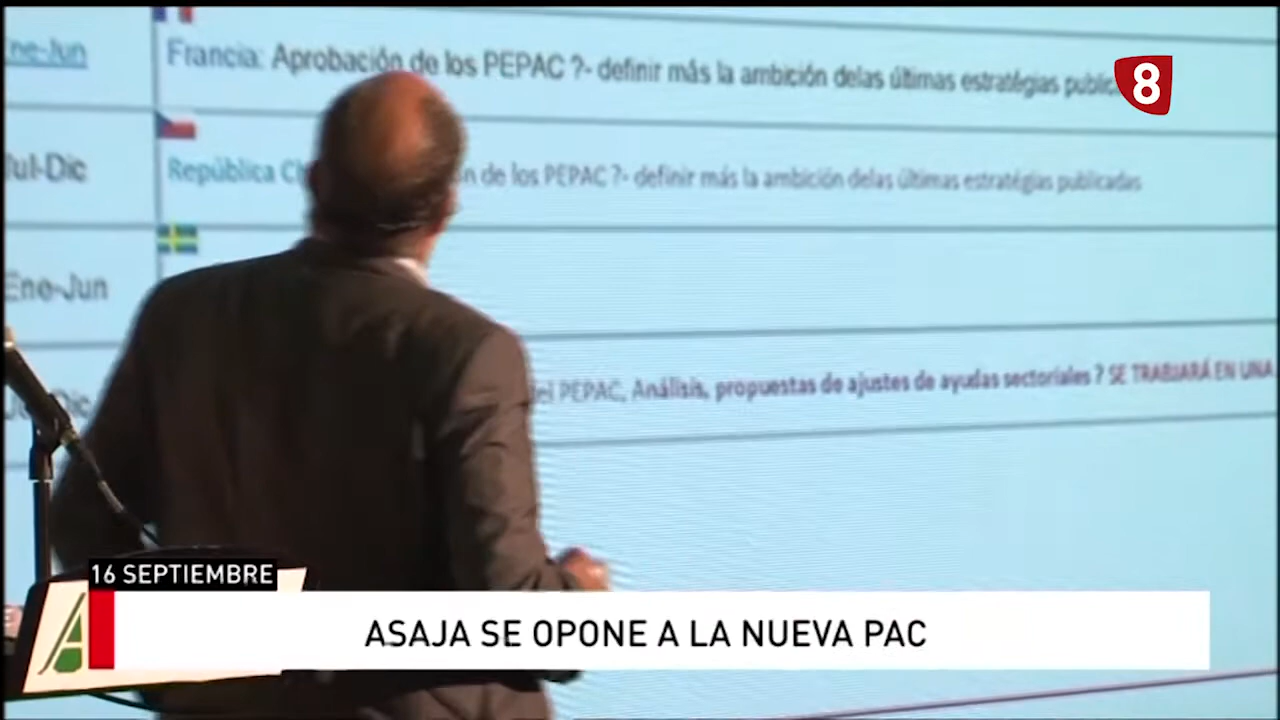 Ene-Jun
Francia: Aprobación de los PEPAC ?- definir más la ambición delas últimas estratégias public
8
Jul-Dic
República Ch n de los PEPAC ?- definir más la ambición delas últimas estratégias publicadas
Ene-Jun
del PEPAC, Análisis, propuestas de ajustes de ayudas sectoriales ? SE TRABJARÁ EN UNA
16 SEPTIEMBRE
ASAJA SE OPONE A LA NUEVA PAC